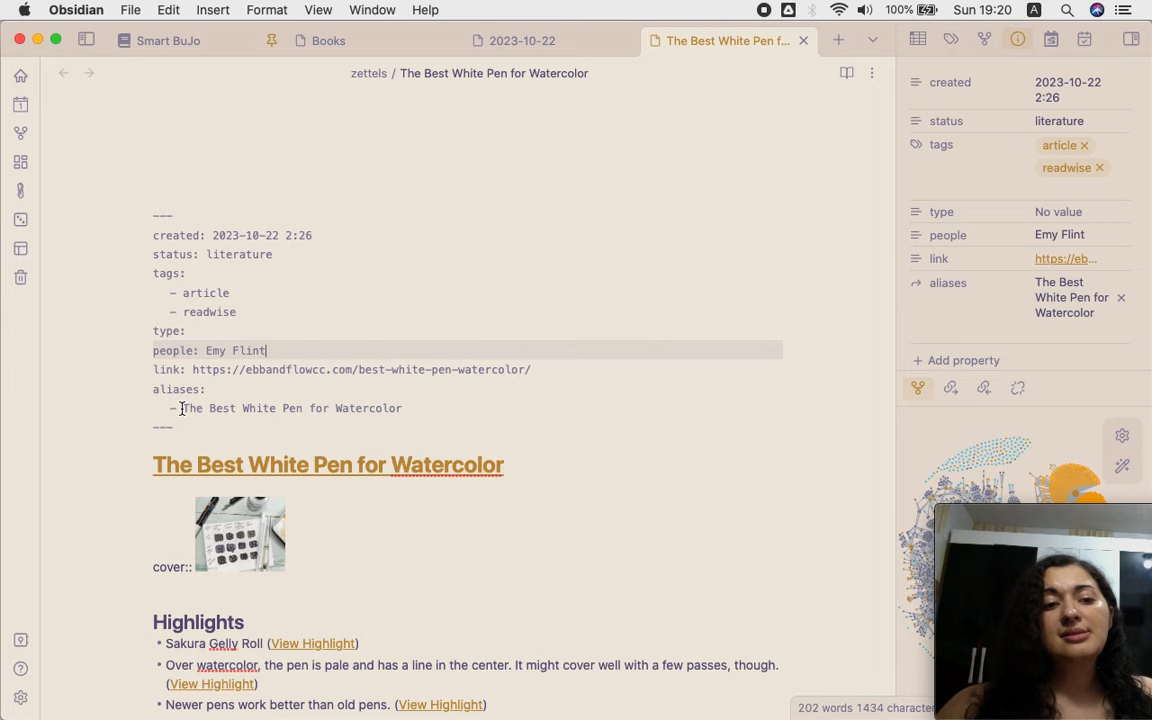 Obsidian File Edit Insert Format View Window Help 100% Sun 19:20 A
Smart BuJo Books 2023-10-22 The Best White Pen f...
zettels / The Best White Pen for Watercolor
---
created: 2023-10-22 2:26
status: literature
tags:
- article
- readwise
type:
people: Emy Flint
link: https://ebbandflowcc.com/best-white-pen-watercolor/
aliases:
- The Best White Pen for Watercolor
---
The Best White Pen for Watercolor
cover::
Highlights
• Sakura Gelly Roll (View Highlight)
• Over watercolor, the pen is pale and has a line in the center. It might cover well with a few passes, though.
(View Highlight)
• Newer pens work better than old pens. (View Highlight)
created 2023-10-22
2:26
status literature
tags article
readwise
type No value
people Emy Flint
link https://eb...
aliases The Best
White Pen for
Watercolor
Add property
202 words 1434 character